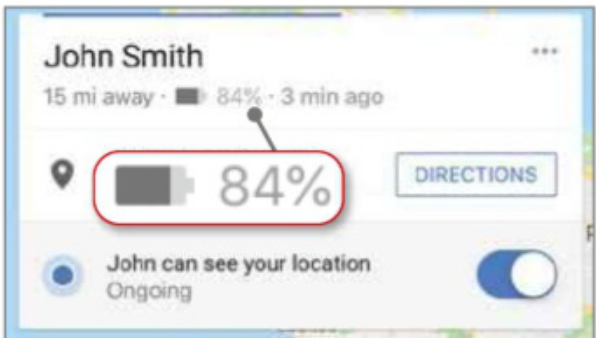 John Smith
15 mi away · 84% · 3 min ago
84%
DIRECTIONS
John can see your location
Ongoing